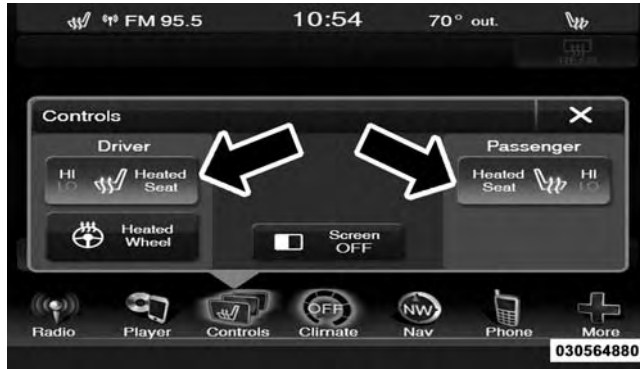 FM 95.5 10:54 70° out.
REAR
Controls X
Driver Passenger
HI LO Heated Seat
Heated Seat HI LO
Heated Wheel
Screen OFF
OFF NW
Radio Player Controls Climate Nav Phone More
030564880